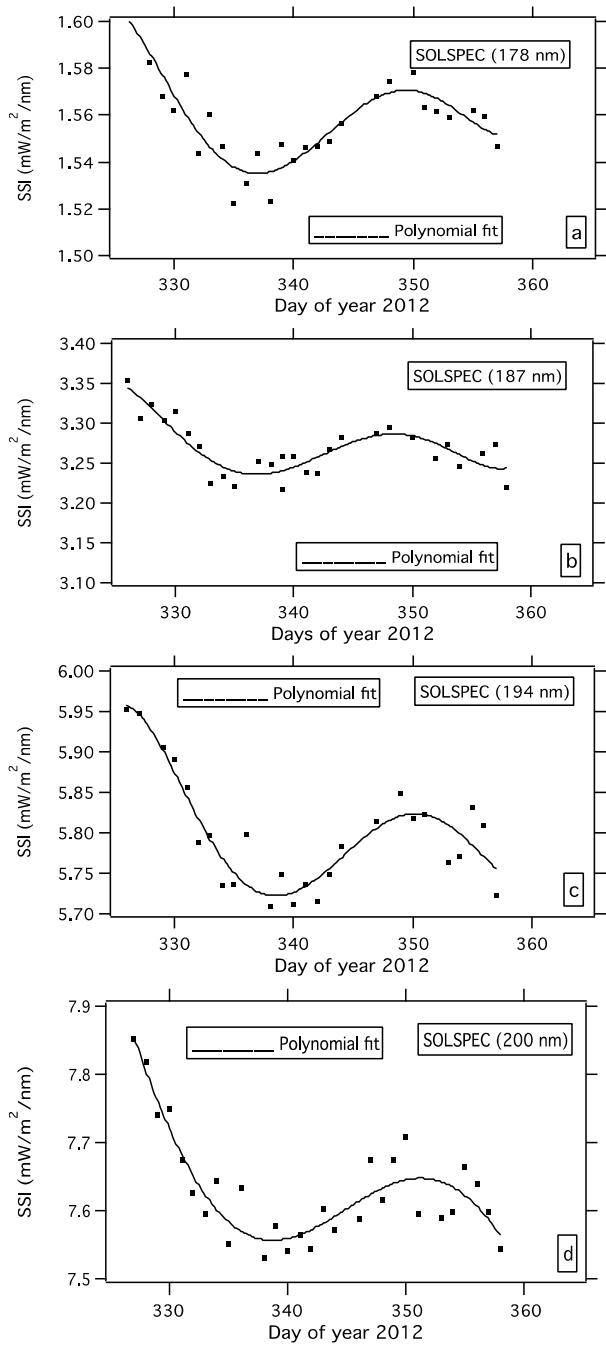 1.60
1.58
1.56
1.54
1.52
1.50
SSI (mW/m²/nm)
SOLSPEC (178 nm)
Polynomial fit
a
330 340 350 360
Day of year 2012
3.40
3.35
3.30
3.25
3.20
3.15
3.10
SSI (mW/m²/nm)
SOLSPEC (187 nm)
Polynomial fit
b
330 340 350 360
Days of year 2012
6.00
5.95
5.90
5.85
5.80
5.75
5.70
SSI (mW/m²/nm)
Polynomial fit
SOLSPEC (194 nm)
c
330 340 350 360
Day of year 2012
7.9
7.8
7.7
7.6
7.5
SSI (mW/m²/nm)
Polynomial fit
SOLSPEC (200 nm)
d
330 340 350 360
Day of year 2012